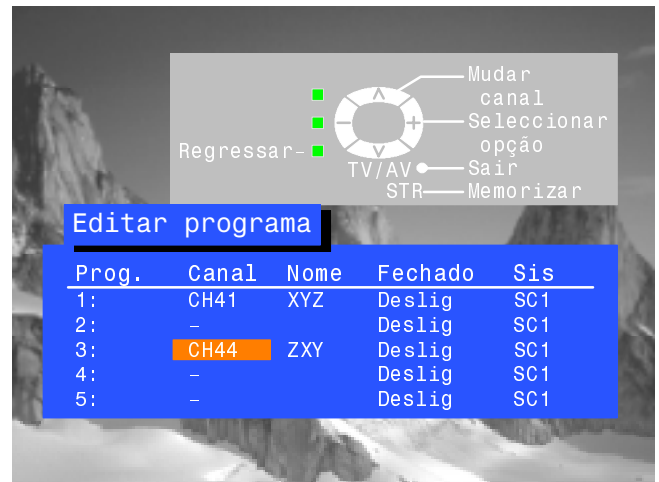 Mudar
canal
Seleccionar
opção
Regressar
TV/AV Sair
STR Memorizar
Editar programa
Prog. Canal Nome Fechado Sis
1: CH41 XYZ Deslig SC1
2: – Deslig SC1
3: CH44 ZXY Deslig SC1
4: – Deslig SC1
5: – Deslig SC1